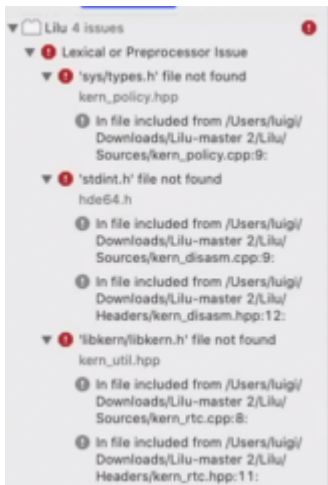 Lilu 4 issues
Lexical or Preprocessor Issue
'sys/types.h' file not found
kern_policy.hpp
In file included from /Users/luigi/
Downloads/Lilu-master 2/Lilu/
Sources/kern_policy.cpp:9:
'stdint.h' file not found
hde64.h
In file included from /Users/luigi/
Downloads/Lilu-master 2/Lilu/
Sources/kern_disasm.cpp:9:
In file included from /Users/luigi/
Downloads/Lilu-master 2/Lilu/
Headers/kern_disasm.hpp:12:
'libkern/libkern.h' file not found
kern_util.hpp
In file included from /Users/luigi/
Downloads/Lilu-master 2/Lilu/
Sources/kern_rtc.cpp:8:
In file included from /Users/luigi/
Downloads/Lilu-master 2/Lilu/
Headers/kern_rtc.hpp:11: